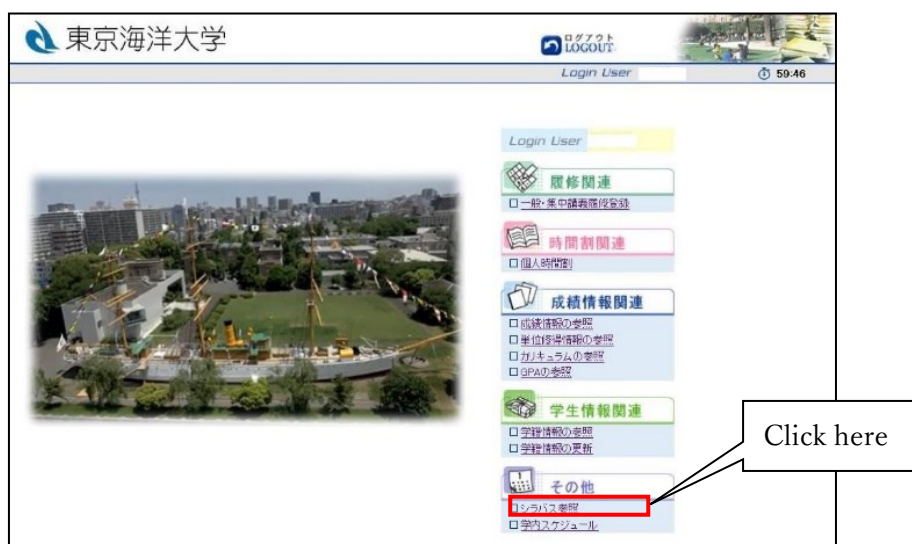 東京海洋大学
ログアウト
LOGOUT
Login User
59:46
Login User
履修関連
一般・集中講義履修登録
時間割関連
個人時間割
成績情報関連
成績情報の参照
単位修得情報の参照
カリキュラムの参照
GPAの参照
学生情報関連
学籍情報の参照
学籍情報の更新
Click here
その他
シラバス参照
学内スケジュール